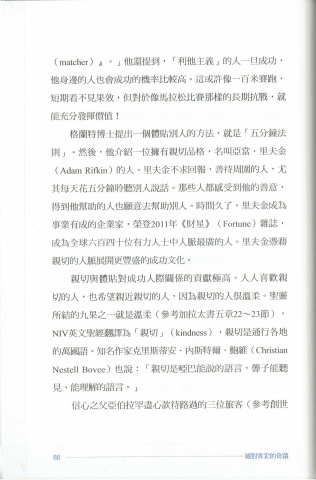 （matcher）』。」他還提到，「利他主義」的人一旦成功，
他身邊的人也會成功的機率比較高。這或許像一百米賽跑，
短期看不見果效，但對於像馬拉松比賽那樣的長期抗戰，就
能充分發揮價值！
格蘭特博士提出一個體貼別人的方法，就是「五分鐘法
則」。然後，他介紹一位擁有親切品格，名叫亞當．里夫金
（Adam Rifkin）的人。里夫金不求回報，善待周圍的人，尤
其每天花五分鐘聆聽別人說話。那些人都感受到他的善意，
得到他幫助的人也願意去幫助別人。時間久了，里夫金成為
事業有成的企業家，榮登2011年《財星》（Fortune）雜誌，
成為全球六百四十位有力人士中人脈最廣的人。里夫金憑藉
親切的人脈展開更豐盛的成功文化。
親切與體貼對成功人際關係的貢獻極高。人人喜歡親
切的人，也希望親近親切的人，因為親切的人很溫柔。聖靈
所結的九果之一就是溫柔（參考加拉太書五章22～23節），
NIV英文聖經翻譯為「親切」（kindness），親切是通行各地
的萬國語。知名作家克里斯蒂安．內斯特爾．鮑維（Christian
Nestell Bovee）也說：「親切是啞巴能說的語言，聾子能聽
見、能理解的語言。」
信心之父亞伯拉罕盡心款待路過的三位旅客（參考創世
88
絕對肯定的奇蹟